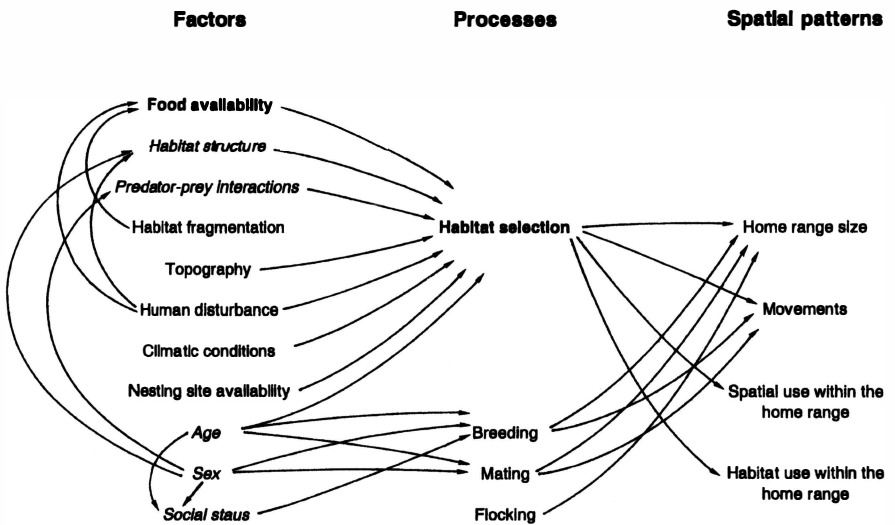 Factors Processes Spatial patterns
Food availability
Habitat structure
Predator-prey interactions
Habitat fragmentation
Habitat selection
Home range size
Topography
Human disturbance
Movements
Climatic conditions
Nesting site availability
Spatial use within the
home range
Age
Breeding
Sex
Mating
Habitat use within the
home range
Social staus
Flocking